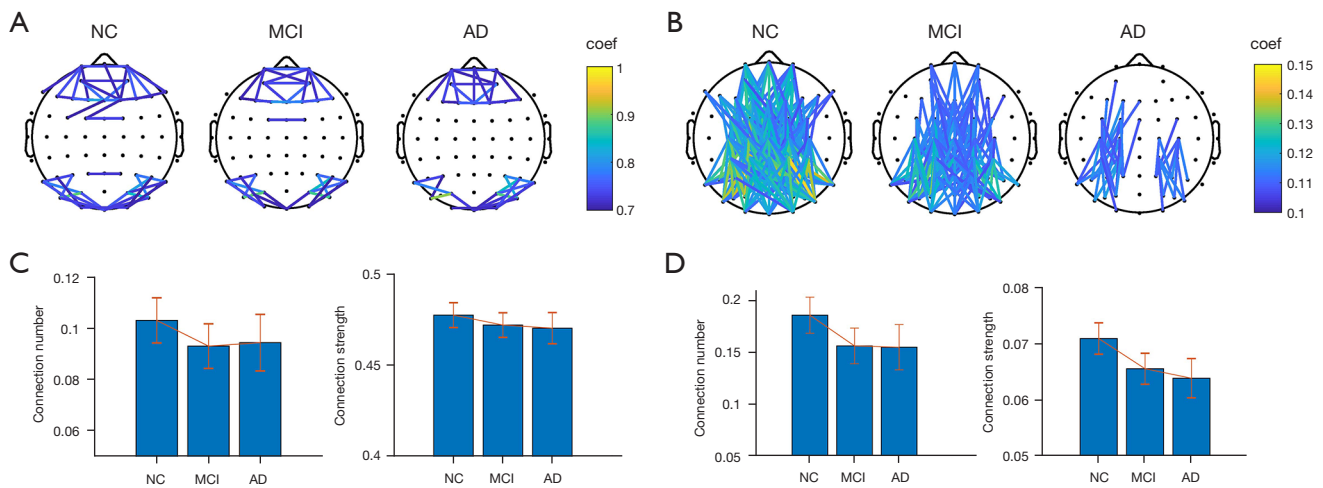 A
NC
MCI
AD
coef
1
0.9
0.8
0.7
B
NC
MCI
AD
coef
0.15
0.14
0.13
0.12
0.11
0.1
C
Connection number
0.12
0.1
0.08
0.06
NC
MCI
AD
Connection strength
0.5
0.45
0.4
NC
MCI
AD
D
Connection number
0.2
0.15
0.1
0.05
NC
MCI
AD
Connection strength
0.08
0.07
0.06
0.05
NC
MCI
AD